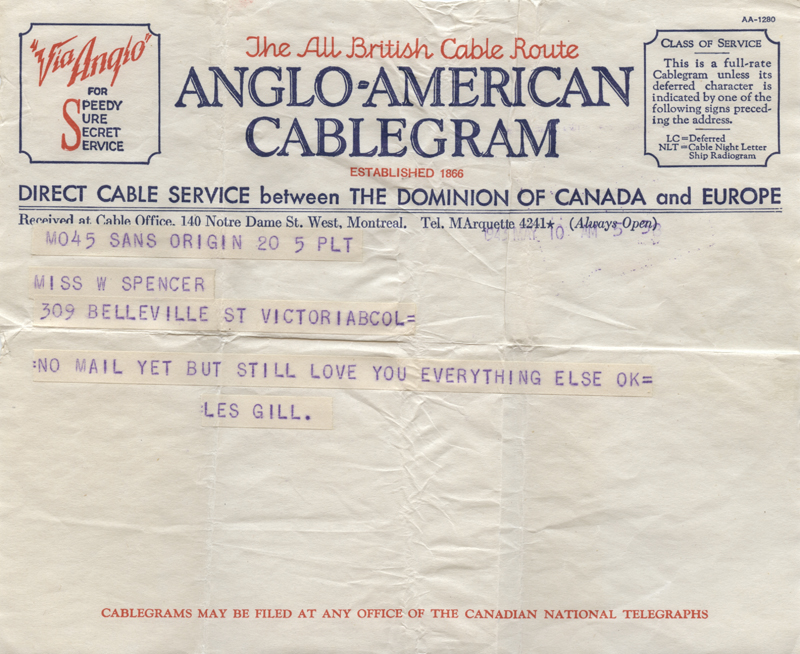 AA-1280
"Via Anglo"
FOR
SPEEDY
SURE
SECRET
SERVICE
The All British Cable Route
ANGLO-AMERICAN
CABLEGRAM
ESTABLISHED 1866
CLASS OF SERVICE
This is a full-rate
Cablegram unless its
deferred character is
indicated by one of the
following signs preced-
ing the address.
LC=Deferred
NLT=Cable Night Letter
Ship Radiogram
DIRECT CABLE SERVICE between THE DOMINION OF CANADA and EUROPE
Received at Cable Office, 140 Notre Dame St. West, Montreal. Tel. MArquette 4241★ (Always Open)
MO45 SANS ORIGIN 20 5 PLT
MISS W SPENCER
309 BELLEVILLE ST VICTORIABCOL=
:NO MAIL YET BUT STILL LOVE YOU EVERYTHING ELSE OK=
:LES GILL.
CABLEGRAMS MAY BE FILED AT ANY OFFICE OF THE CANADIAN NATIONAL TELEGRAPHS